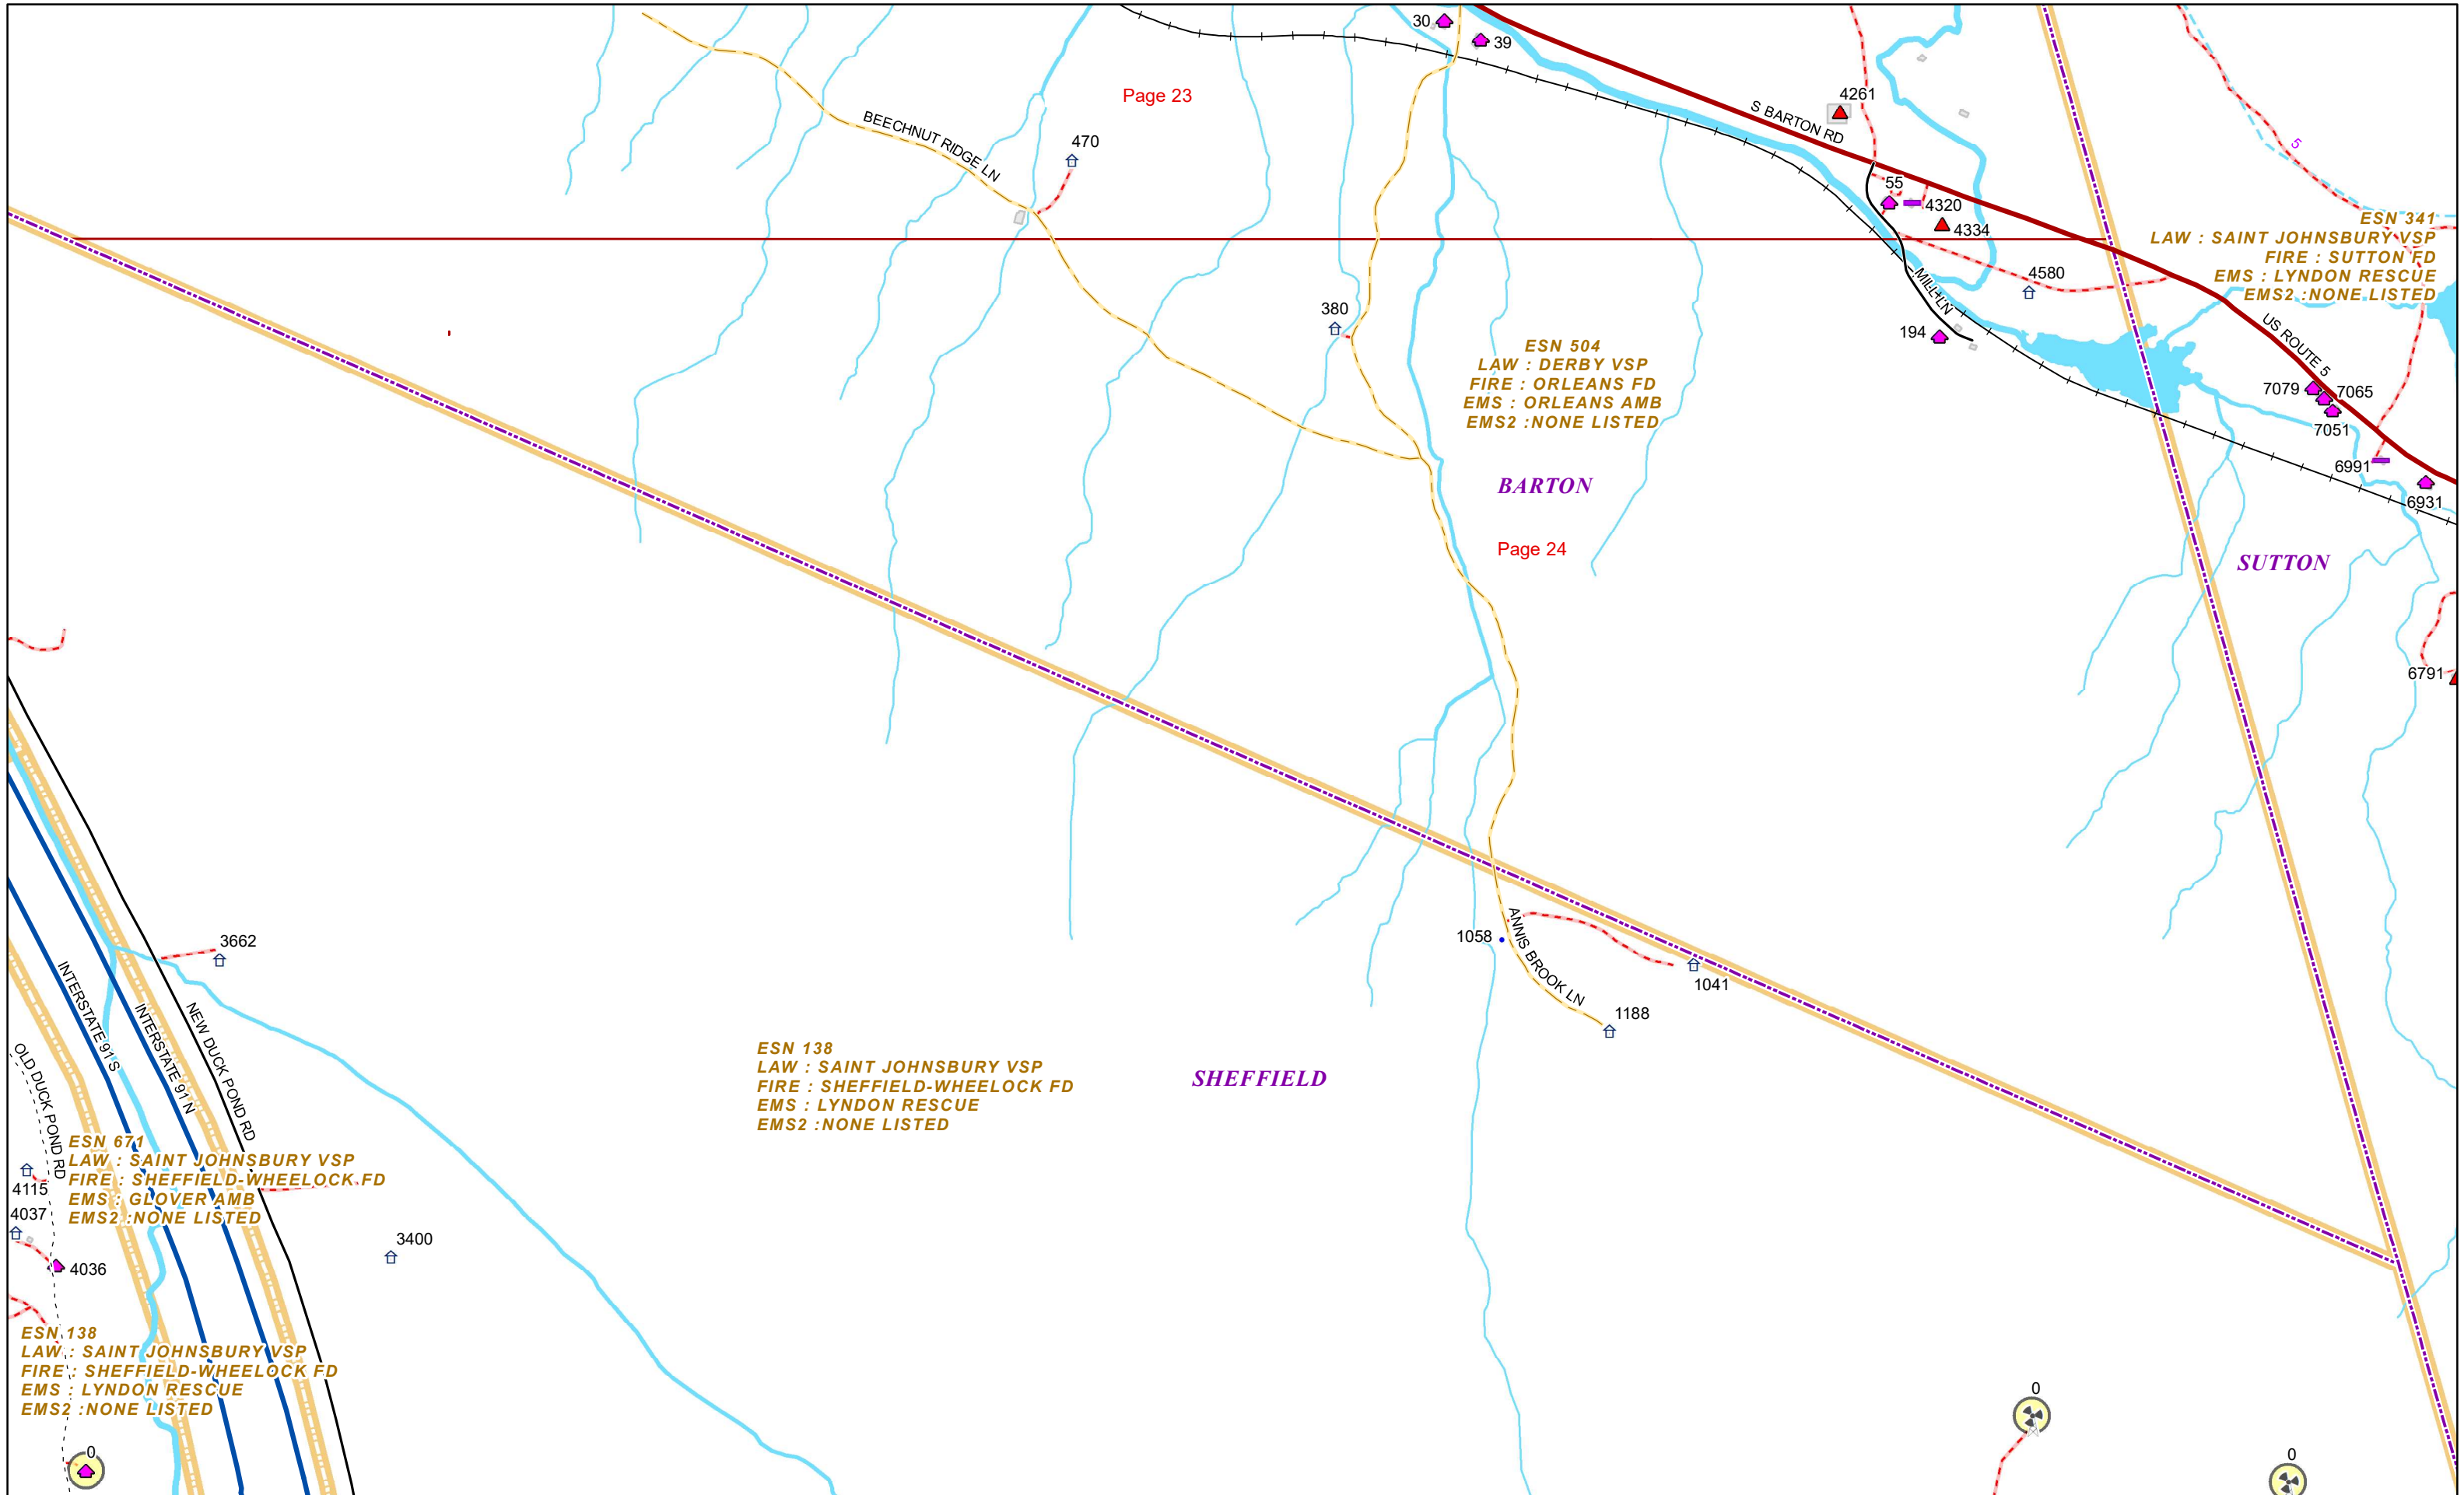 30
39
Page 23
4261
S BARTON RD
BEECHNUT RIDGE LN
470
5
55
4320
4334
ESN 341
LAW : SAINT JOHNSBURY VSP
FIRE : SUTTON FD
EMS : LYNDON RESCUE
EMS2 :NONE LISTED
4580
MILL LN
380
194
US ROUTE 5
ESN 504
LAW : DERBY VSP
FIRE : ORLEANS FD
EMS : ORLEANS AMB
EMS2 :NONE LISTED
7079
7065
7051
6991
6931
BARTON
Page 24
SUTTON
6791
3662
1058
ANNIS BROOK LN
1041
1188
INTERSTATE 91 S
INTERSTATE 91 N
NEW DUCK POND RD
OLD DUCK POND RD
ESN 138
LAW : SAINT JOHNSBURY VSP
FIRE : SHEFFIELD-WHEELOCK FD
EMS : LYNDON RESCUE
EMS2 :NONE LISTED
SHEFFIELD
ESN 671
LAW : SAINT JOHNSBURY VSP
FIRE : SHEFFIELD-WHEELOCK FD
EMS : GLOVER AMB
EMS2 :NONE LISTED
4115
4037
4036
3400
ESN 138
LAW : SAINT JOHNSBURY VSP
FIRE : SHEFFIELD-WHEELOCK FD
EMS : LYNDON RESCUE
EMS2 :NONE LISTED
0
0
0